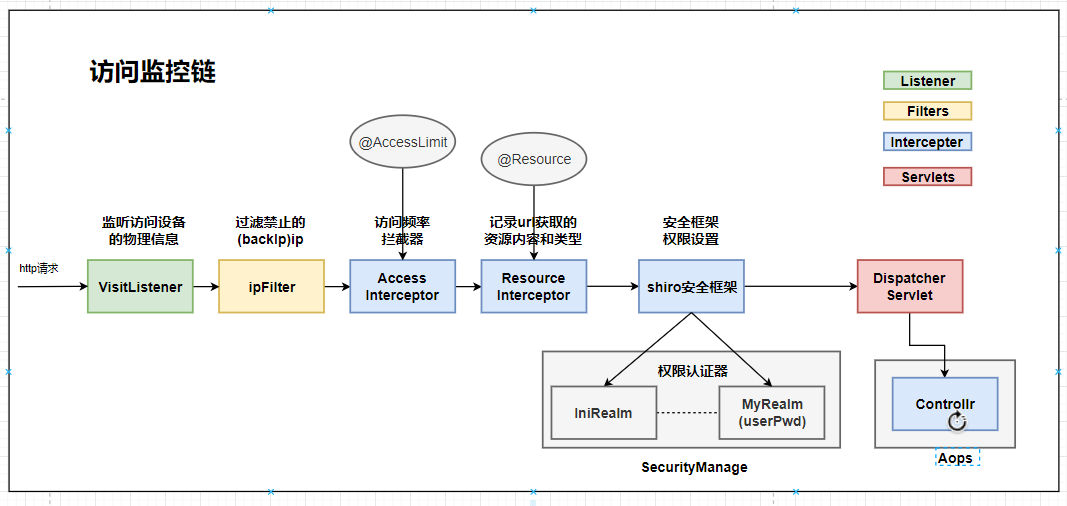 访问监控链
Listener
Filters
Intercepter
Servlets
@AccessLimit
@Resource
监听访问设备
的物理信息
过滤禁止的
(backIp)ip
访问频率
拦截器
记录url获取的
资源内容和类型
安全框架
权限设置
http请求
VisitListener
ipFilter
Access
Interceptor
Resource
Interceptor
shiro安全框架
Dispatcher
Servlet
权限认证器
IniRealm
MyRealm
(userPwd)
SecurityManage
Controllr
Aops